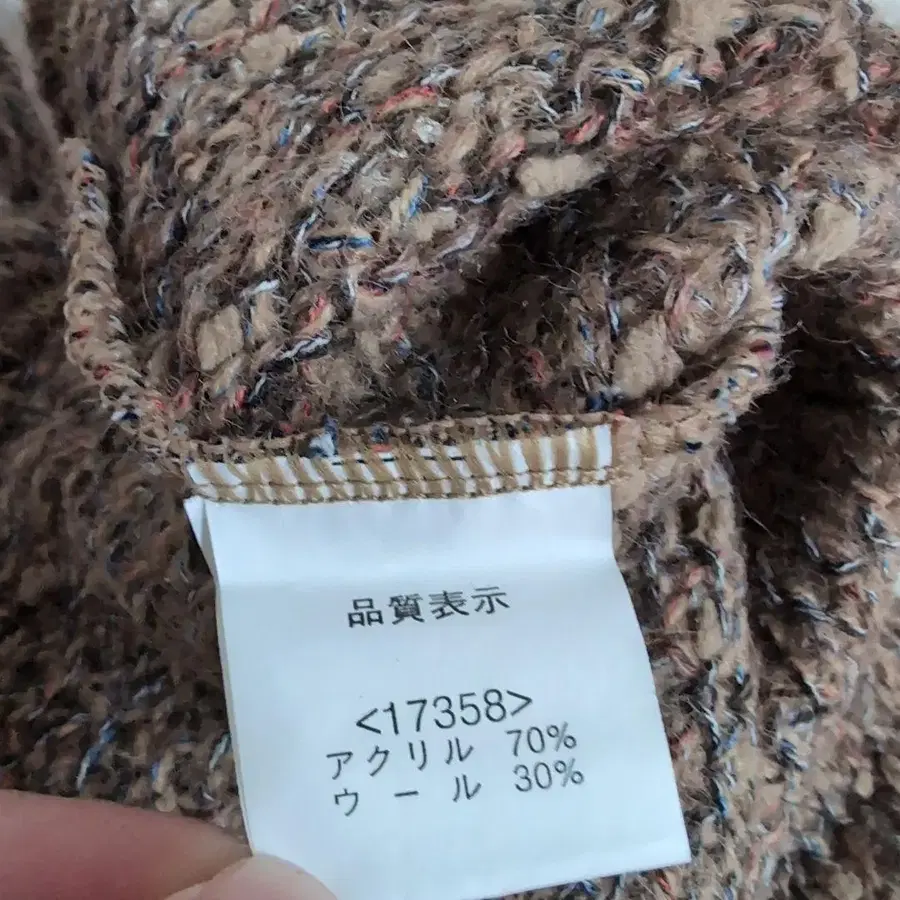 品質表示
<17358>
アクリル 70%
ウール 30%